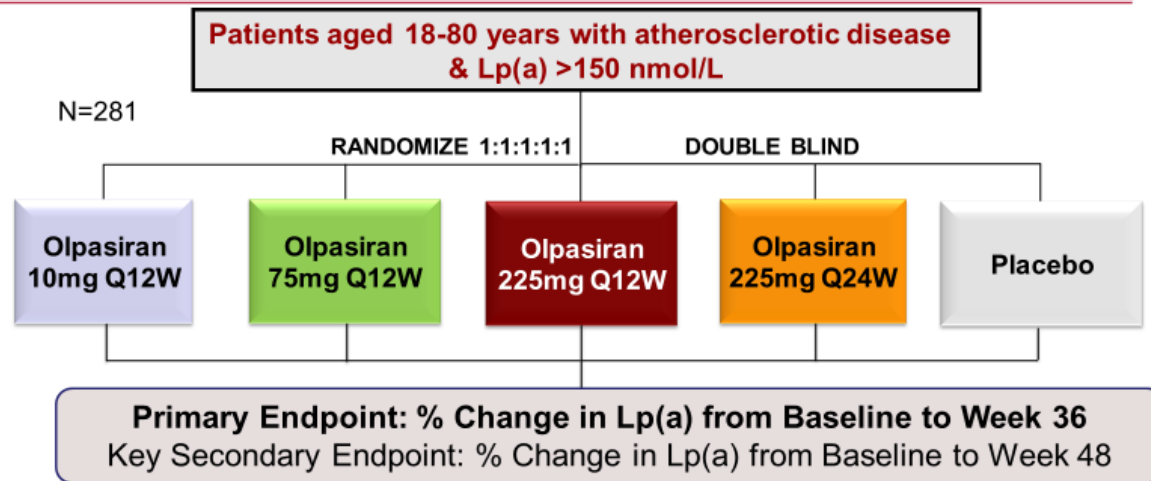 Patients aged 18-80 years with atherosclerotic disease
& Lp(a) >150 nmol/L
N=281
RANDOMIZE 1:1:1:1:1
DOUBLE BLIND
Olpasiran
10mg Q12W
Olpasiran
75mg Q12W
Olpasiran
225mg Q12W
Olpasiran
225mg Q24W
Placebo
Primary Endpoint: % Change in Lp(a) from Baseline to Week 36
Key Secondary Endpoint: % Change in Lp(a) from Baseline to Week 48